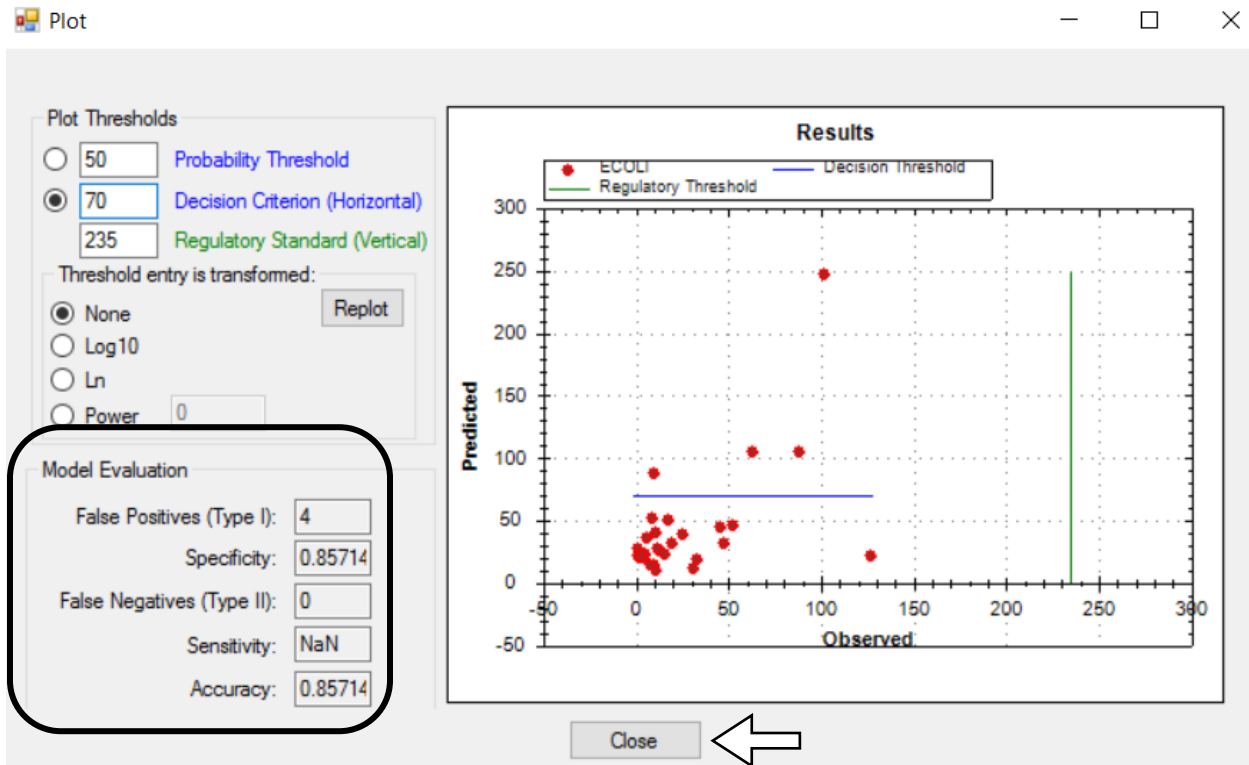 Plot
Plot Thresholds
50 Probability Threshold
70 Decision Criterion (Horizontal)
235 Regulatory Standard (Vertical)
Threshold entry is transformed:
None
Replot
Log10
Ln
Power 0
Model Evaluation
False Positives (Type I): 4
Specificity: 0.85714
False Negatives (Type II): 0
Sensitivity: NaN
Accuracy: 0.85714
Results
ECOLI Decision Threshold
Regulatory Threshold
300
250
200
150
100
50
0
-50
Predicted
-50 0 50 100 150 200 250 300
Observed
Close